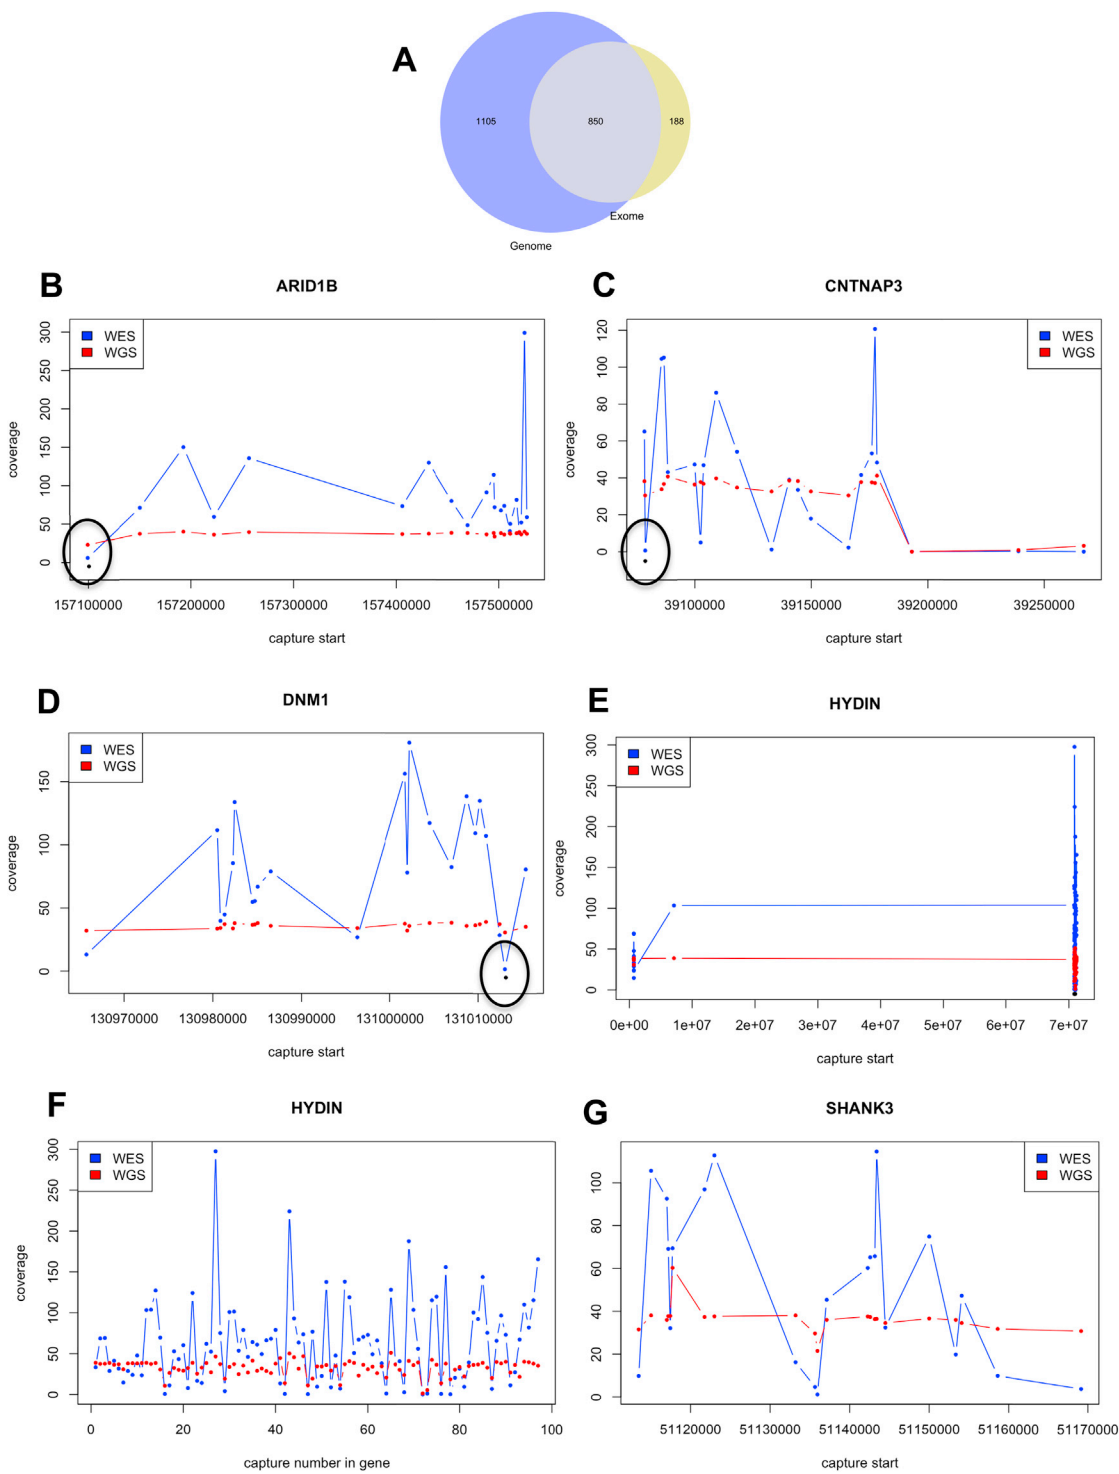 A
1105
850
188
Exome
Genome
B
ARID1B
WES
WGS
coverage
300
250
200
150
100
50
0
157100000
157200000
157300000
157400000
157500000
capture start
C
CNTNAP3
WES
WGS
coverage
120
100
80
60
40
20
0
39100000
39150000
39200000
39250000
capture start
D
DNM1
WES
WGS
coverage
150
100
50
0
130970000
130980000
130990000
131000000
131010000
capture start
E
HYDIN
WES
WGS
coverage
300
250
200
150
100
50
0
0e+00
1e+07
2e+07
3e+07
4e+07
5e+07
6e+07
7e+07
capture start
F
HYDIN
WES
WGS
coverage
300
250
200
150
100
50
0
0
20
40
60
80
100
capture number in gene
G
SHANK3
WES
WGS
coverage
100
80
60
40
20
0
51120000
51130000
51140000
51150000
51160000
51170000
capture start